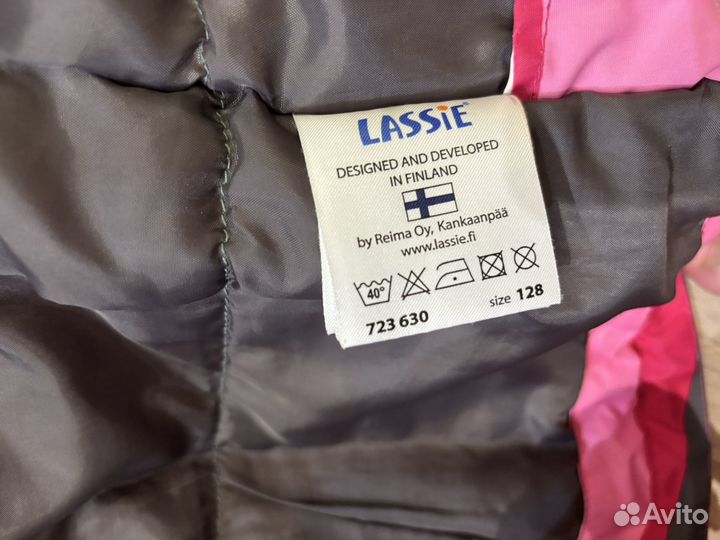 LASSiE
DESIGNED AND DEVELOPED
IN FINLAND
by Reima Oy, Kankaanpää
www.lassie.fi
40°
size 128
723 630
Avito